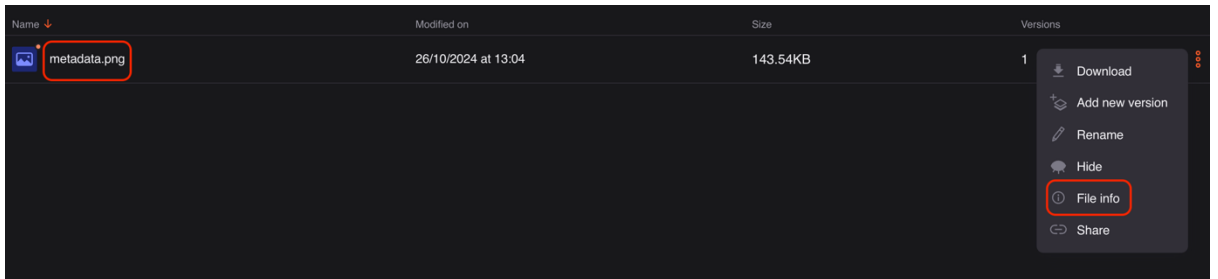 Name ↓ Modified on Size Versions
metadata.png 26/10/2024 at 13:04 143.54KB 1
Download
Add new version
Rename
Hide
File info
Share